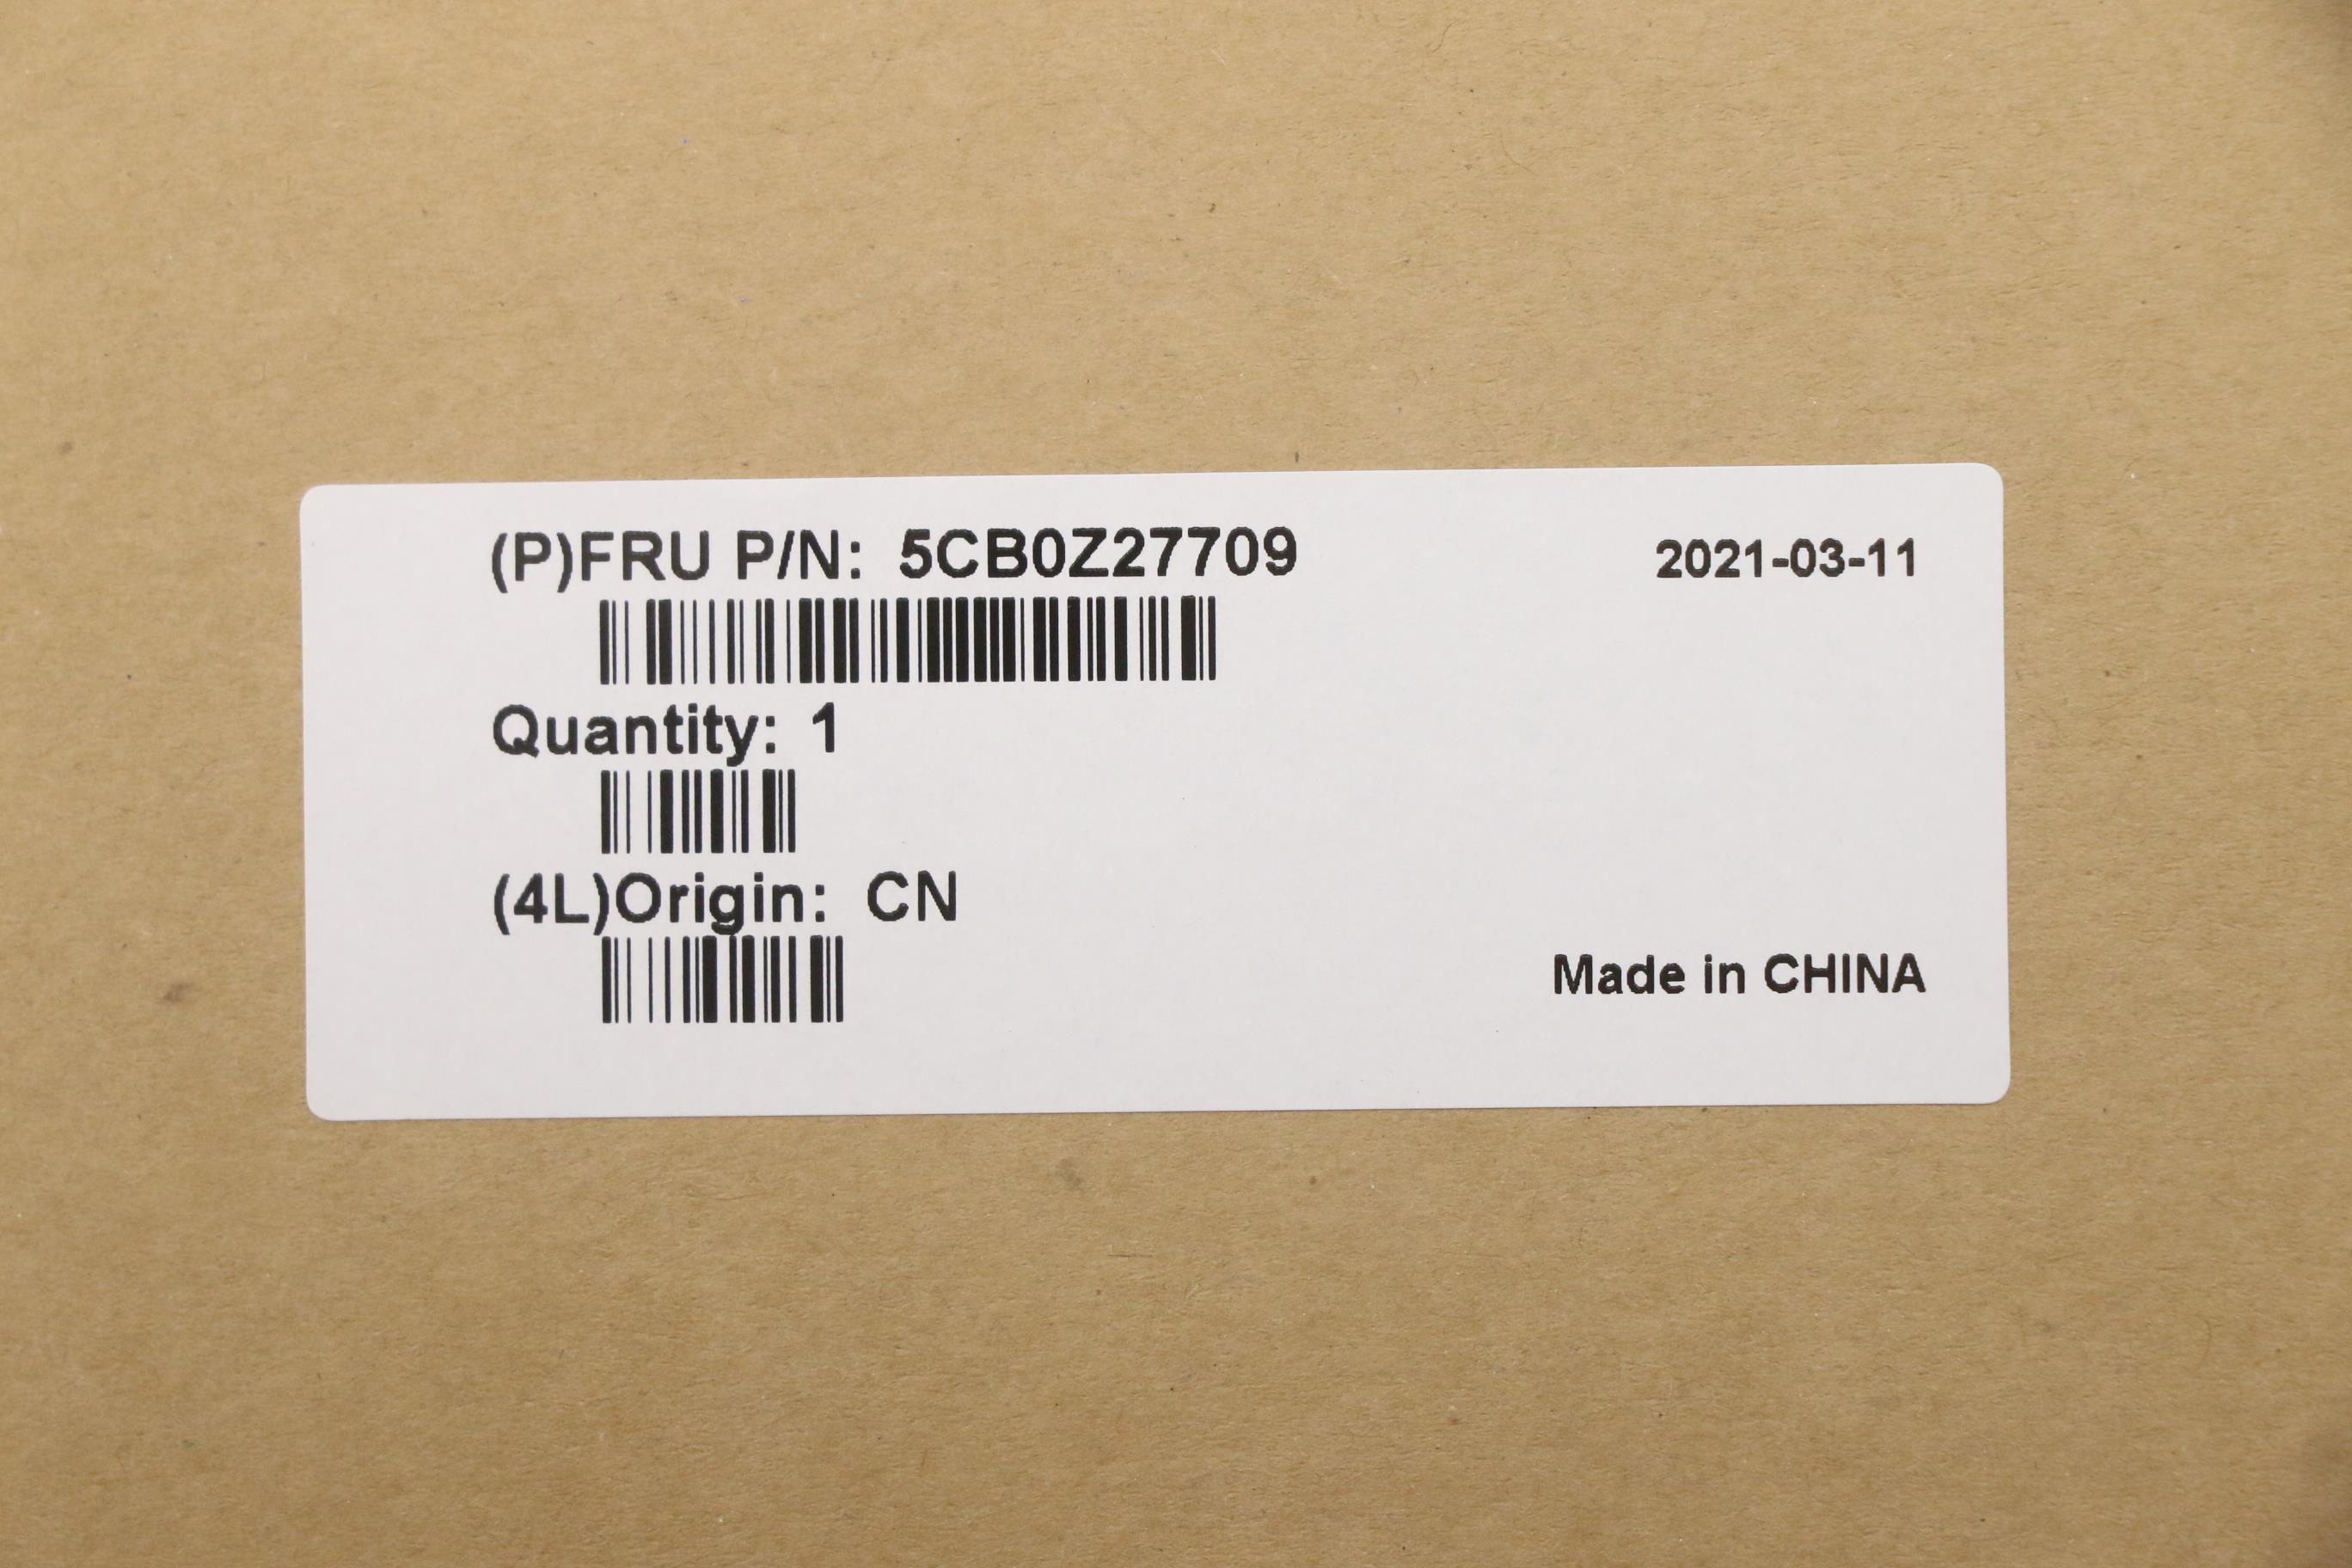 (P)FRU P/N: 5CB0Z27709
2021-03-11
Quantity: 1
(4L)Origin: CN
Made in CHINA